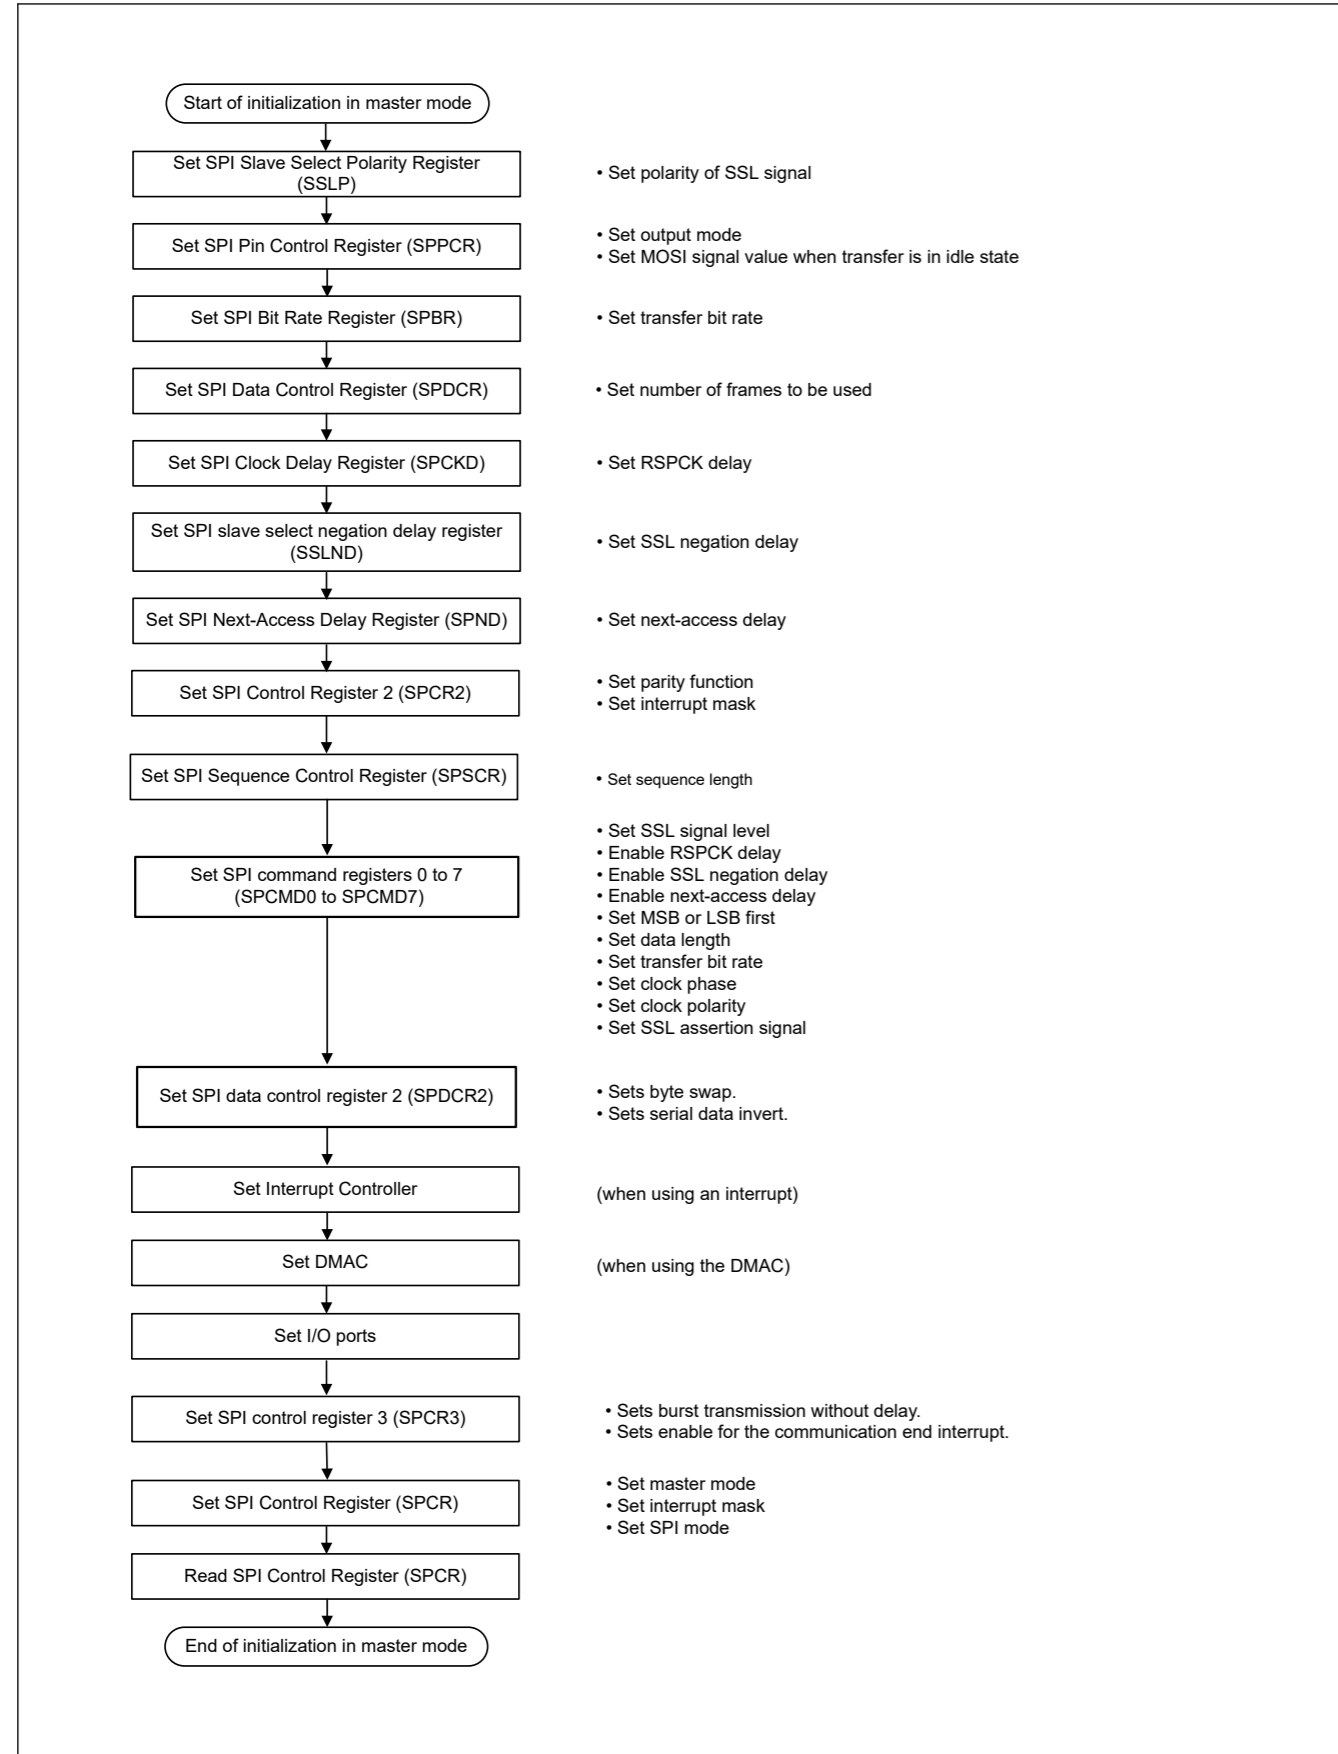 Start of initialization in master mode
Set SPI Slave Select Polarity Register
(SSLP)
• Set polarity of SSL signal
Set SPI Pin Control Register (SPPCR)
• Set output mode
• Set MOSI signal value when transfer is in idle state
Set SPI Bit Rate Register (SPBR)
• Set transfer bit rate
Set SPI Data Control Register (SPDCR)
• Set number of frames to be used
Set SPI Clock Delay Register (SPCKD)
• Set RSPCK delay
Set SPI slave select negation delay register
(SSLND)
• Set SSL negation delay
Set SPI Next-Access Delay Register (SPND)
• Set next-access delay
Set SPI Control Register 2 (SPCR2)
• Set parity function
• Set interrupt mask
Set SPI Sequence Control Register (SPSCR)
• Set sequence length
Set SPI command registers 0 to 7
(SPCMD0 to SPCMD7)
• Set SSL signal level
• Enable RSPCK delay
• Enable SSL negation delay
• Enable next-access delay
• Set MSB or LSB first
• Set data length
• Set transfer bit rate
• Set clock phase
• Set clock polarity
• Set SSL assertion signal
Set SPI data control register 2 (SPDCR2)
• Sets byte swap.
• Sets serial data invert.
Set Interrupt Controller
(when using an interrupt)
Set DMAC
(when using the DMAC)
Set I/O ports
Set SPI control register 3 (SPCR3)
• Sets burst transmission without delay.
• Sets enable for the communication end interrupt.
Set SPI Control Register (SPCR)
• Set master mode
• Set interrupt mask
• Set SPI mode
Read SPI Control Register (SPCR)
End of initialization in master mode